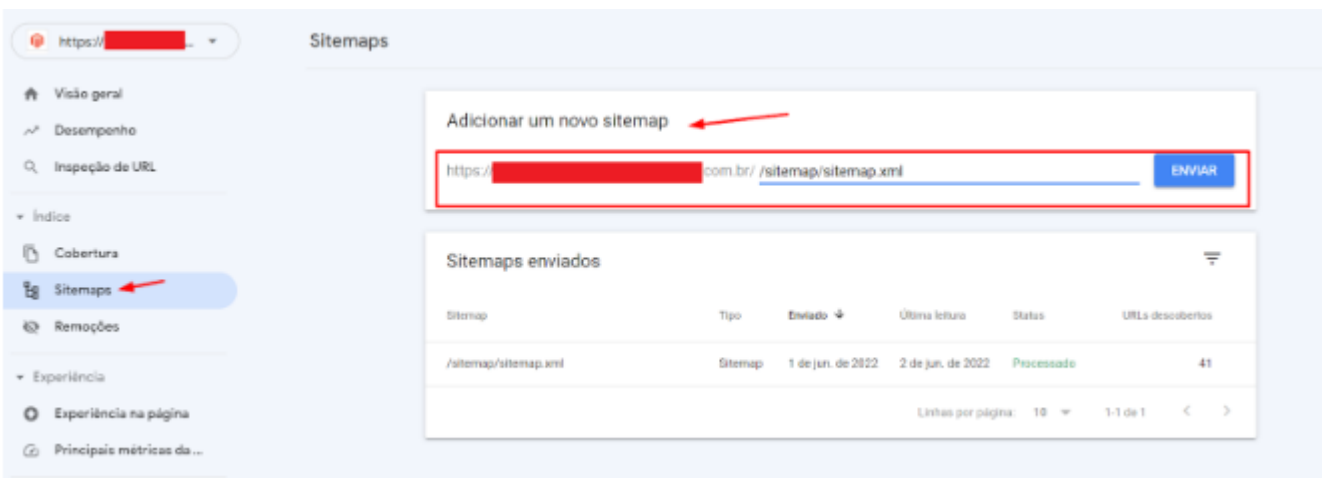 https:// ...
Sitemaps
Visão geral
Desempenho
Inspeção de URL
Índice
Cobertura
Sitemaps
Remoções
Experiência
Experiência na página
Principais métricas da ...
Adicionar um novo sitemap
https:// com.br/ /sitemap/sitemap.xml ENVIAR
Sitemaps enviados
Sitemap Tipo Enviado Última leitura Status URLs descobertos
/sitemap/sitemap.xml Sitemap 1 de jun. de 2022 2 de jun. de 2022 Processado 41
Linhas por página: 10 1-1 de 1